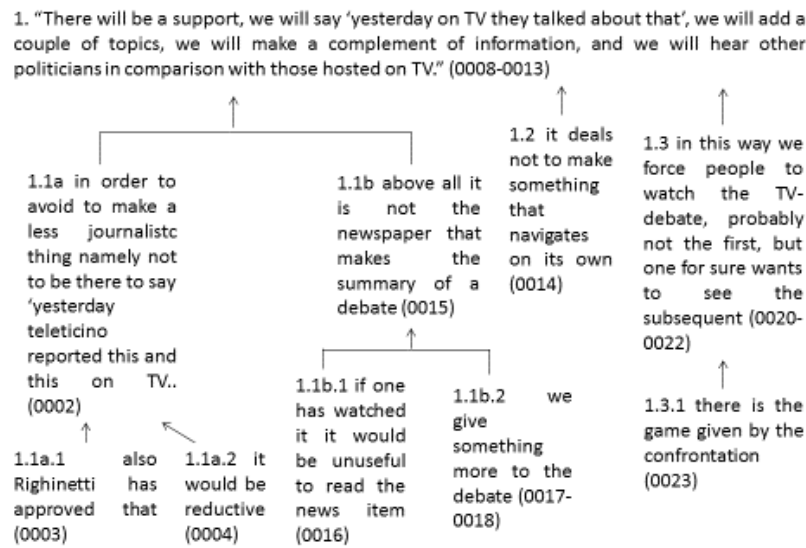 1. “There will be a support, we will say ‘yesterday on TV they talked about that’, we will add a
couple of topics, we will make a complement of information, and we will hear other
politicians in comparison with those hosted on TV.” (0008-0013)
1.1a in order to
avoid to make a
less journalistc
thing namely not
to be there to say
‘yesterday
teleticino
reported this and
this on TV..
(0002)
1.1b above all it
is not the
newspaper that
makes the
summary of a
debate (0015)
1.2 it deals
not to make
something
that
navigates
on its own
(0014)
1.3 in this way we
force people to
watch the TV-
debate, probably
not the first, but
one for sure wants
to see the
subsequent (0020-
0022)
1.1a.1 also
Righinetti has
approved that
(0003)
1.1a.2 it
would be
reductive
(0004)
1.1b.1 if one
has watched
it it would
be unuseful
to read the
news item
(0016)
1.1b.2 we
give
something
more to the
debate (0017-
0018)
1.3.1 there is the
game given by the
confrontation
(0023)